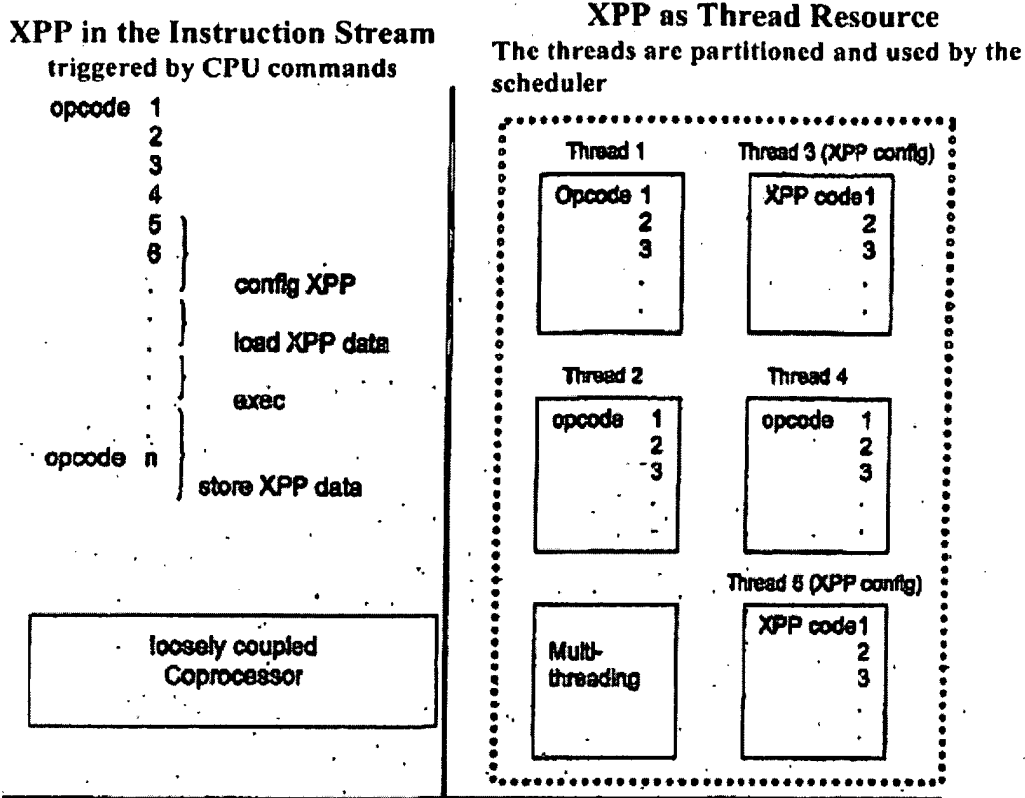 XPP in the Instruction Stream
triggered by CPU commands
opcode 1
2
3
4
5
6
.
config XPP
.
load XPP data
.
exec
.
opcode n
store XPP data
loosely coupled
Coprocessor
XPP as Thread Resource
The threads are partitioned and used by the
scheduler
Thread 1
Opcode 1
2
3
.
.
Thread 3 (XPP config)
XPP code1
2
3
.
.
Thread 2
opcode 1
2
3
.
.
Thread 4
opcode 1
2
3
.
.
Multi-
threading
Thread 5 (XPP config)
XPP code1
2
3
.
.